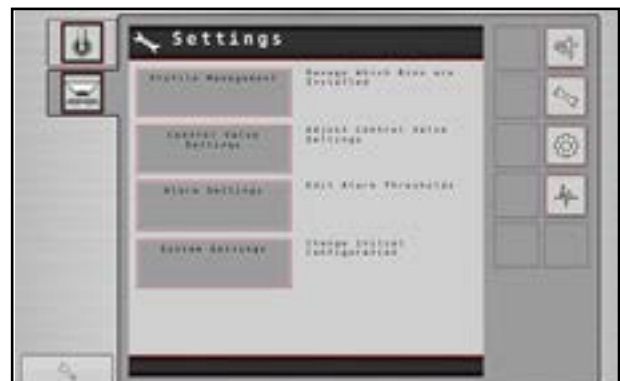 Settings
Profile Management
Manage Which Bins are
Installed
Control Valve
Settings
Adjust Control Valve
Settings
Alarm Settings
Edit Alarm Thresholds
System Settings
Change Initial
Configuration